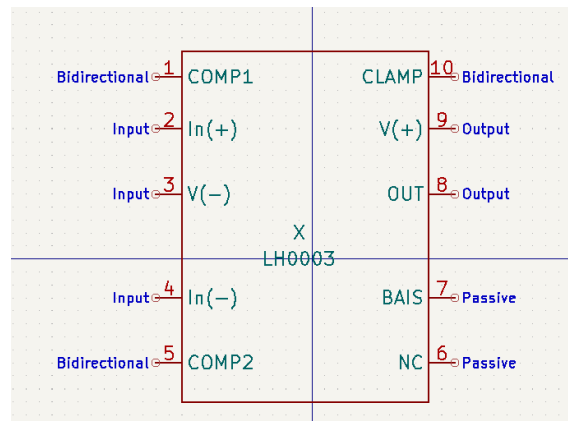 Bidirectional 1 COMP1 CLAMP 10 Bidirectional
Input 2 In(+) V(+) 9 Output
Input 3 V(-) OUT 8 Output
X
LH0003
Input 4 In(-) BAIS 7 Passive
Bidirectional 5 COMP2 NC 6 Passive